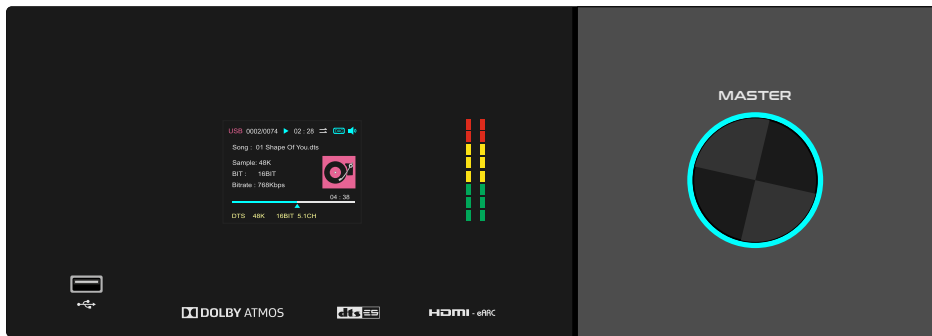 MASTER
USB 0002/0074 02 : 28
Song : 01 Shape Of You.dts
Sample: 48K
BIT : 16BIT
Bitrate : 768Kbps
04 : 38
DTS 48K 16BIT 5.1CH
DOLBY ATMOS
dts ES
HDMI - eARC